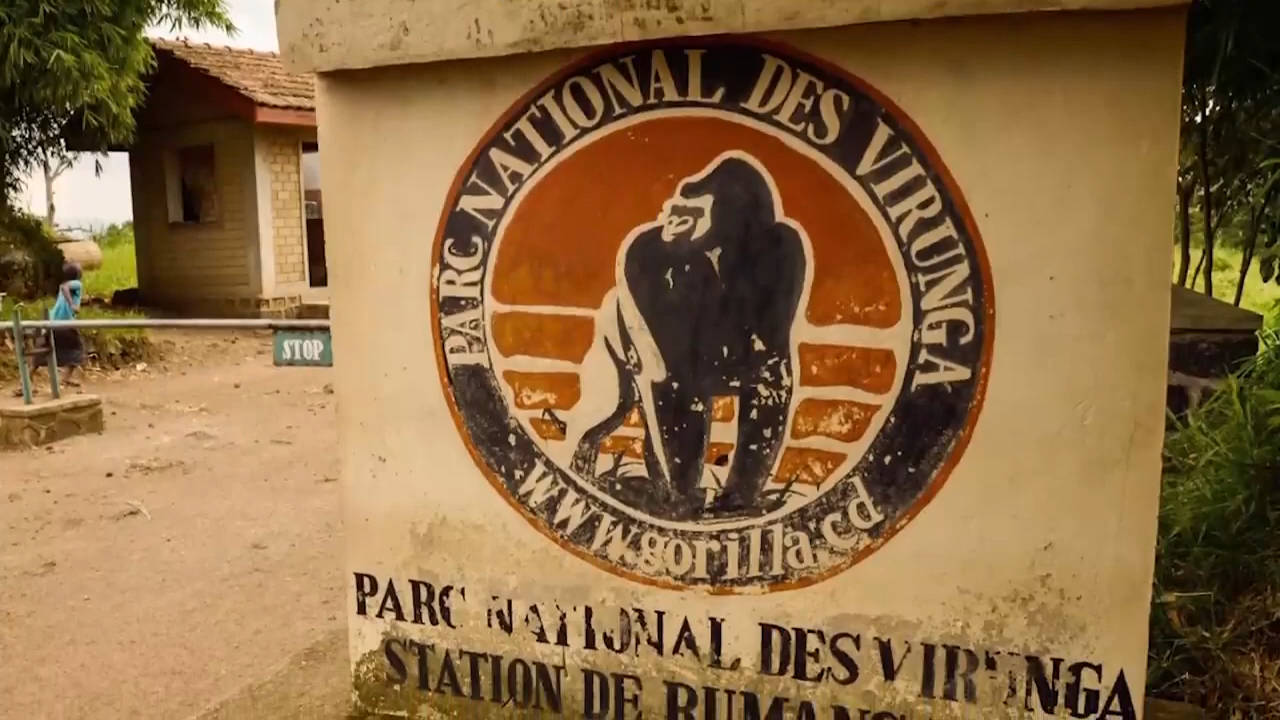 PARC NATIONAL DES VIRUNGA
www.gorilla.cd
STOP
PARC NATIONAL DES VIRUNGA
STATION DE